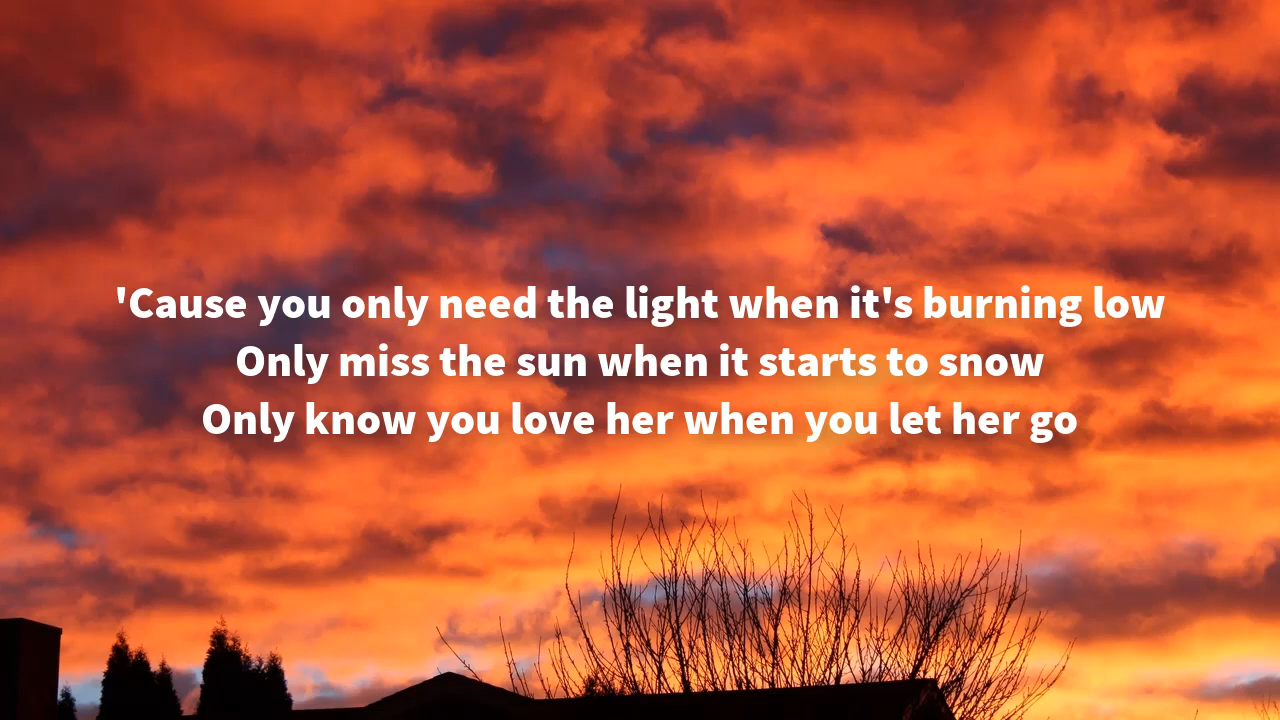 'Cause you only need the light when it's burning low
Only miss the sun when it starts to snow
Only know you love her when you let her go